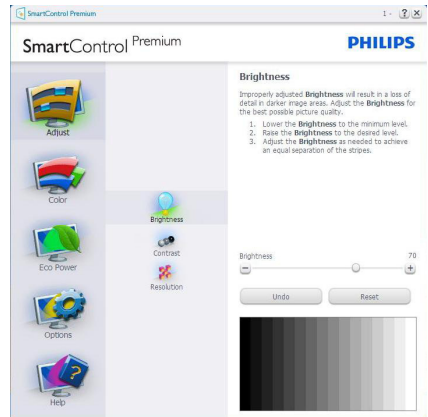 SmartControl Premium
1 - ? X
SmartControl Premium
PHILIPS
Adjust
Color
Eco Power
Options
Help
Brightness
Contrast
Resolution
Brightness
Improperly adjusted Brightness will result in a loss of
detail in darker image areas. Adjust the Brightness for
the best possible picture quality.
1. Lower the Brightness to the minimum level.
2. Raise the Brightness to the desired level.
3. Adjust the Brightness as needed to achieve
an equal separation of the stripes.
Brightness 70
Undo Reset